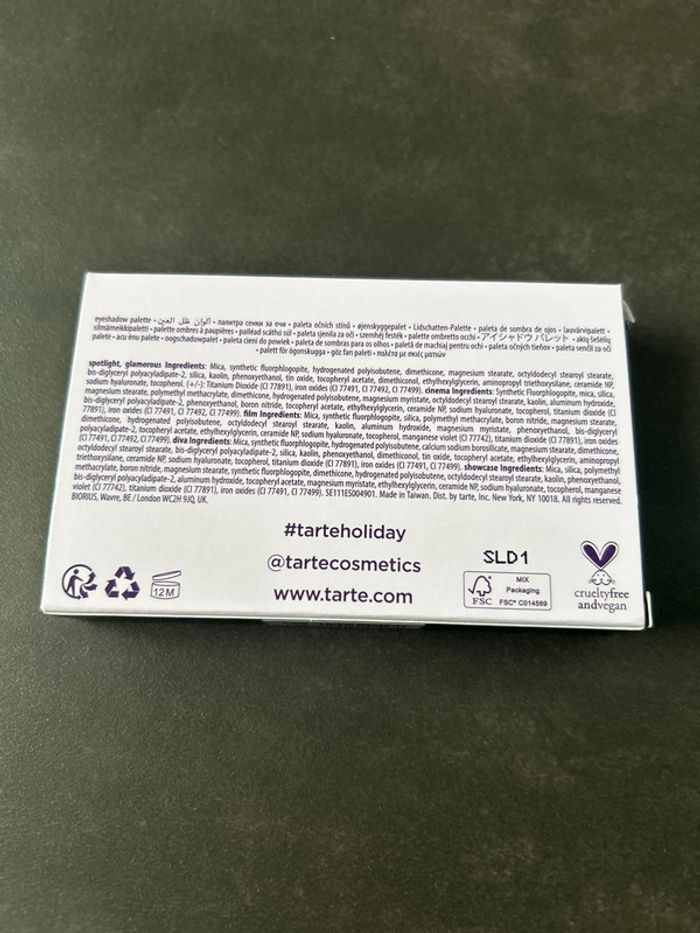 eyeshadow palette • ألوان ظل العين • палитра сенки за очи • paleta očních stínů • øjenskyggepalet • Lidschatten-Palette • paleta de sombra de ojos • lauvärvipalett •
silmämeikkipaletti • palette ombres à paupières • pailéad scáthú súl • paleta sjenila za oči • szemhéj festék • palette ombretto occhi • アイシャドウ パレット • akių šešėlių
paletė • acu ēnu palete • oogschaduwpalet • paleta cieni do powiek • paleta de sombras para os olhos • paletă de machiaj pentru ochi • paleta očných tieňov • paleta senčil za oči
• palett för ögonskugga • göz farı paleti • παλέτα με σκιές ματιών
spotlight, glamorous Ingredients: Mica, synthetic fluorphlogopite, hydrogenated polyisobutene, dimethicone, magnesium stearate, octyldodecyl stearoyl stearate,
bis-diglyceryl polyacyladipate-2, silica, kaolin, phenoxyethanol, tin oxide, tocopheryl acetate, dimethiconol, ethylhexylglycerin, aminopropyl triethoxysilane, ceramide NP,
sodium hyaluronate, tocopherol. (+/-): Titanium Dioxide (CI 77891), iron oxides (CI 77491, CI 77492, CI 77499). cinema Ingredients: Synthetic Fluorphlogopite, mica, silica,
magnesium stearate, polymethyl methacrylate, dimethicone, hydrogenated polyisobutene, magnesium myristate, octyldodecyl stearoyl stearate, kaolin, aluminum hydroxide,
bis-diglyceryl polyacyladipate-2, phenoxyethanol, boron nitride, tocopheryl acetate, ethylhexylglycerin, ceramide NP, sodium hyaluronate, tocopherol, titanium dioxide (CI
77891), iron oxides (CI 77491, CI 77492, CI 77499). film Ingredients: Mica, synthetic fluorphlogopite, silica, polymethyl methacrylate, boron nitride, magnesium stearate,
dimethicone, hydrogenated polyisobutene, octyldodecyl stearoyl stearate, kaolin, aluminum hydroxide, magnesium myristate, phenoxyethanol, bis-diglyceryl
polyacyladipate-2, tocopheryl acetate, ethylhexylglycerin, ceramide NP, sodium hyaluronate, tocopherol, manganese violet (CI 77742), titanium dioxide (CI 77891), iron oxides
(CI 77491, CI 77492, CI 77499). diva Ingredients: Mica, synthetic fluorphlogopite, hydrogenated polyisobutene, calcium sodium borosilicate, magnesium stearate, dimethicone,
octyldodecyl stearoyl stearate, bis-diglyceryl polyacyladipate-2, silica, kaolin, phenoxyethanol, dimethiconol, tin oxide, tocopheryl acetate, ethylhexylglycerin, aminopropyl
triethoxysilane, ceramide NP, sodium hyaluronate, tocopherol, titanium dioxide (CI 77891), iron oxides (CI 77491, CI 77499). showcase Ingredients: Mica, silica, polymethyl
methacrylate, boron nitride, magnesium stearate, synthetic fluorphlogopite, dimethicone, hydrogenated polyisobutene, octyldodecyl stearoyl stearate, kaolin, phenoxyethanol,
bis-diglyceryl polyacyladipate-2, aluminum hydroxide, tocopheryl acetate, magnesium myristate, ethylhexylglycerin, ceramide NP, sodium hyaluronate, tocopherol, manganese
violet (CI 77742), titanium dioxide (CI 77891), iron oxides (CI 77491, CI 77499). SE111ES004901. Made in Taiwan. Dist. by tarte, Inc. New York, NY 10018. All rights reserved.
BIORIUS, Wavre, BE / London WC2H 9JQ, UK.
#tarteholiday
@tartecosmetics
www.tarte.com
12M
SLD1
FSC
MIX
Packaging
FSC® C014569
crueltyfree
andvegan